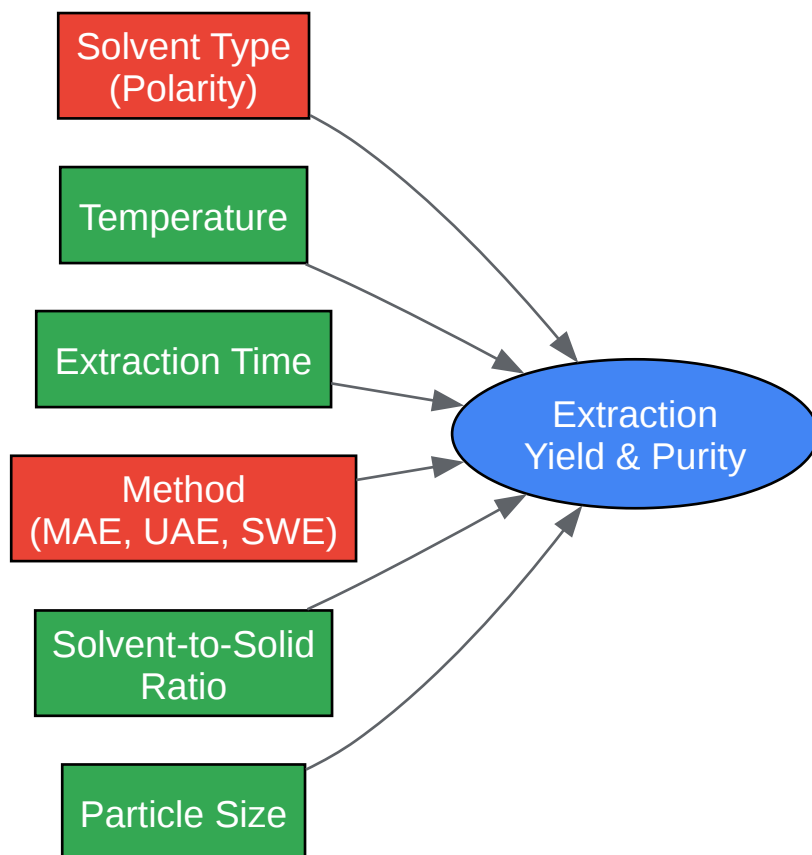 Solvent Type
(Polarity)
Temperature
Extraction Time
Method
(MAE, UAE, SWE)
Solvent-to-Solid
Ratio
Particle Size
Extraction
Yield & Purity